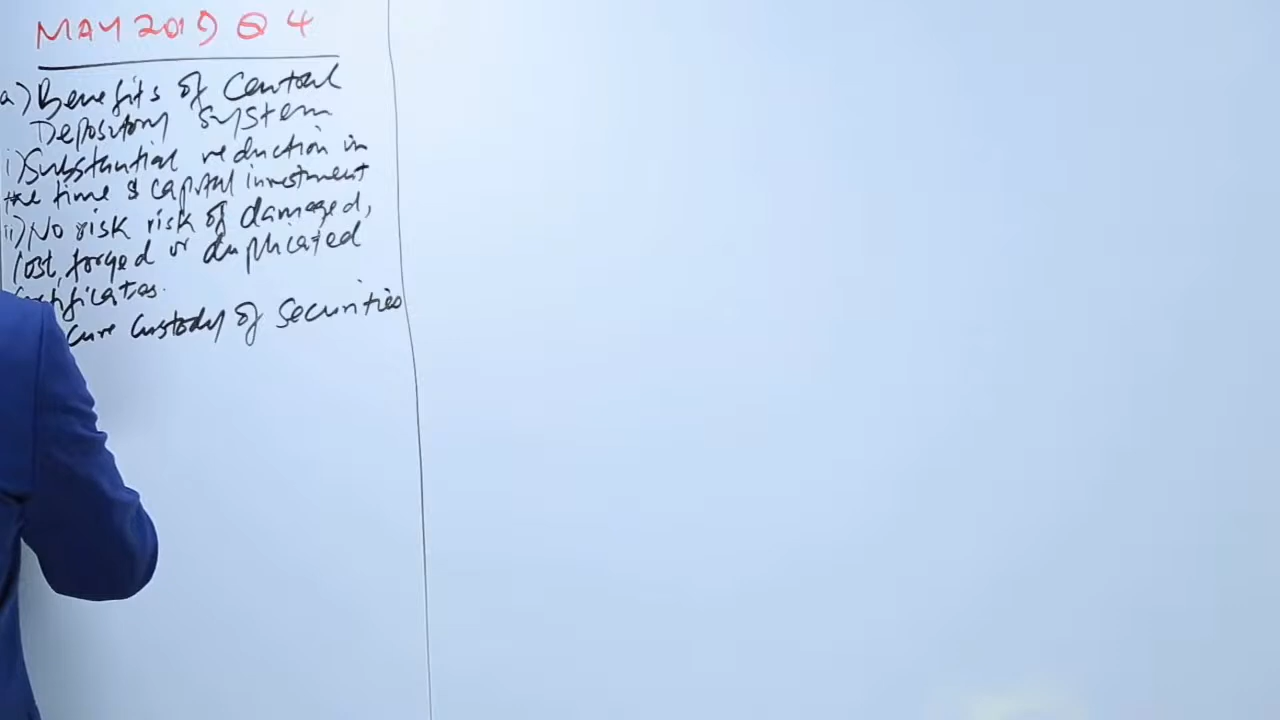 MAY 2019 Q 4
a) Benefits of Central
Depository system
i) Substantial reduction in
the time & capital investment
ii) No risk risk of damaged,
lost, forged or duplicated
certificates.
cure custody of securities